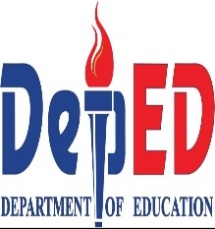 DepED
DEPARTMENT OF EDUCATION